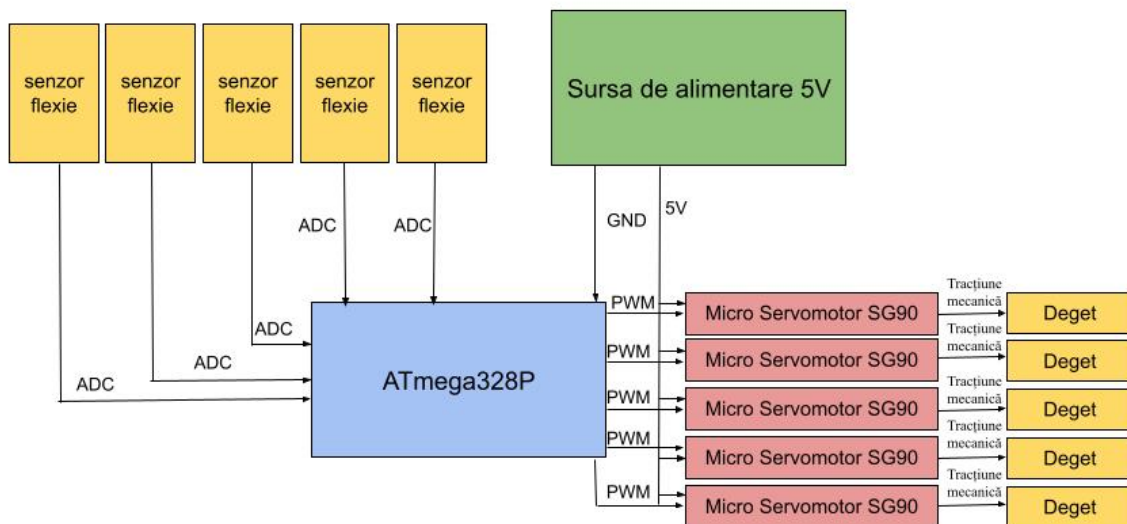 senzor
flexie
senzor
flexie
senzor
flexie
senzor
flexie
senzor
flexie
Sursa de alimentare 5V
ADC
ADC
GND
5V
ADC
ADC
ADC
ATmega328P
PWM
Micro Servomotor SG90
Tracțiune
mecanică
Deget
PWM
Micro Servomotor SG90
Tracțiune
mecanică
Deget
PWM
Micro Servomotor SG90
Tracțiune
mecanică
Deget
PWM
Micro Servomotor SG90
Tracțiune
mecanică
Deget
PWM
Micro Servomotor SG90
Tracțiune
mecanică
Deget